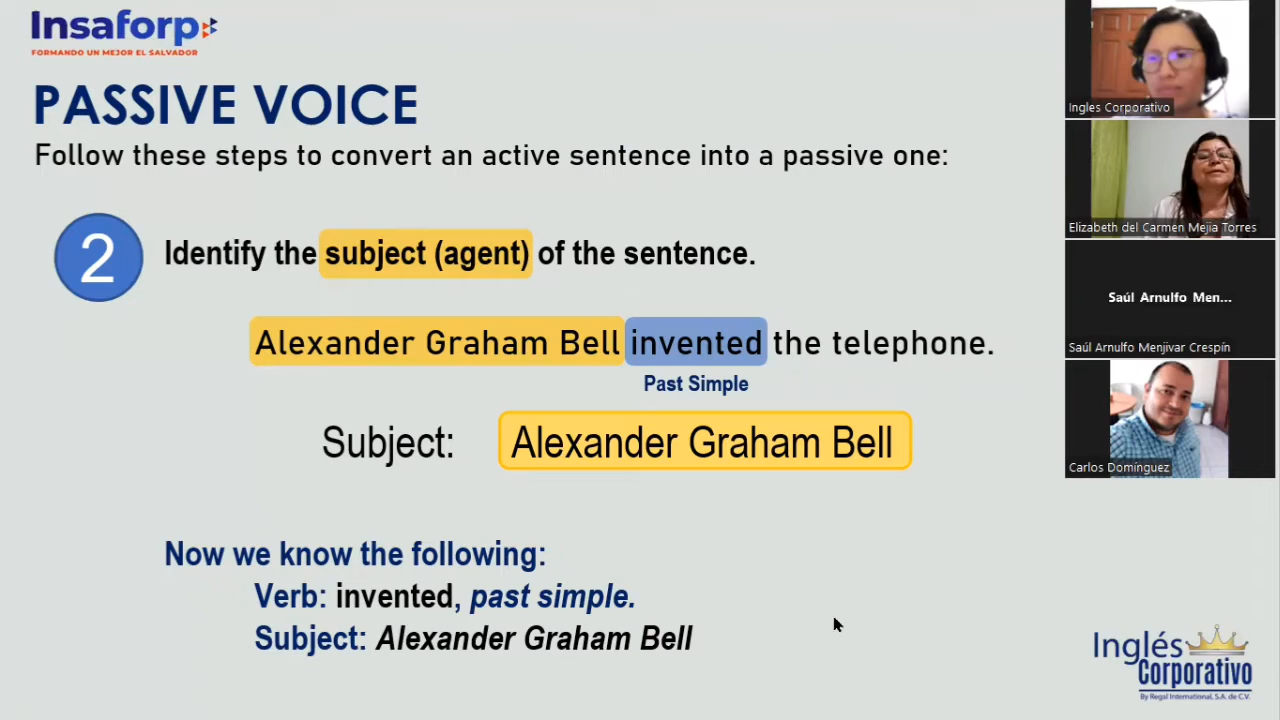 Insaforp
FORMANDO UN MEJOR EL SALVADOR
PASSIVE VOICE
Follow these steps to convert an active sentence into a passive one:
2
Identify the subject (agent) of the sentence.
Alexander Graham Bell invented the telephone.
Past Simple
Subject: Alexander Graham Bell
Now we know the following:
Verb: invented, past simple.
Subject: Alexander Graham Bell
Ingles Corporativo
Elizabeth del Carmen Mejia Torres
Saúl Arnulfo Men...
Saúl Arnulfo Menjivar Crespín
Carlos Domínguez
Inglés
Corporativo
By Regal International, S.A. de C.V.